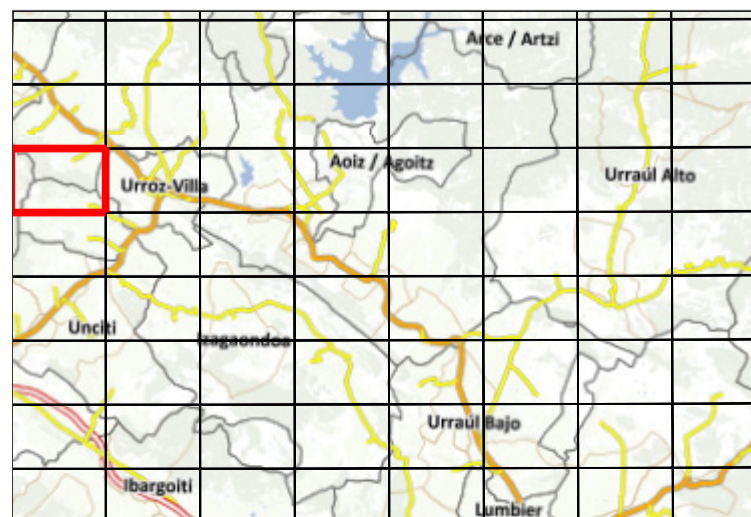 Arce / Artzi
Aoiz / Agoitz
Urraúl Alto
Urroz-Villa
Unciti
Izagaondoa
Urraúl Bajo
Ibargoiti
Lumbier